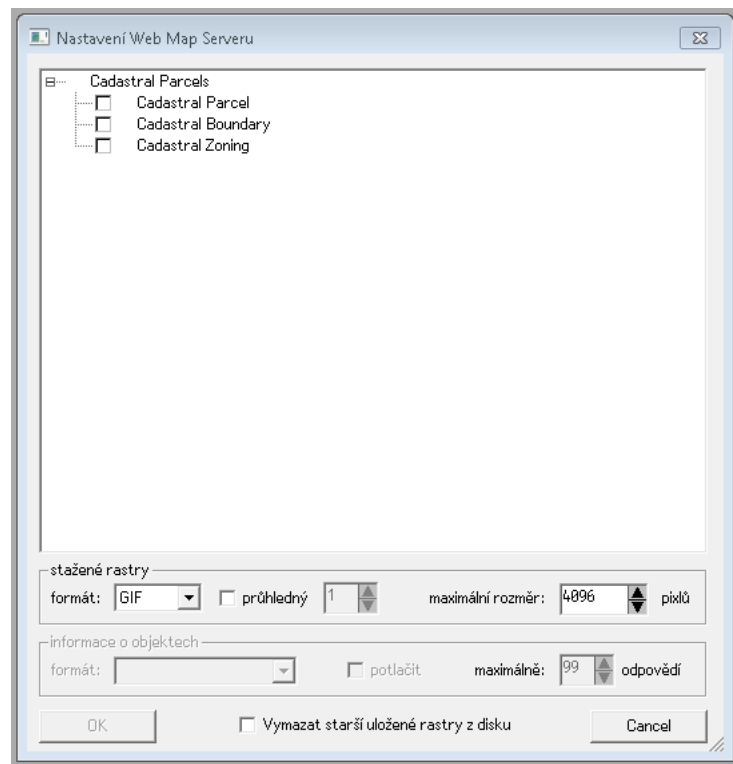 Nastavení Web Map Serveru
Cadastral Parcels
Cadastral Parcel
Cadastral Boundary
Cadastral Zoning
stažené rastry
formát: GIF průhledný 1 maximální rozměr: 4096 pixlů
informace o objektech
formát: potlačit maximálně: 99 odpovědí
OK Vymazat starší uložené rastry z disku Cancel